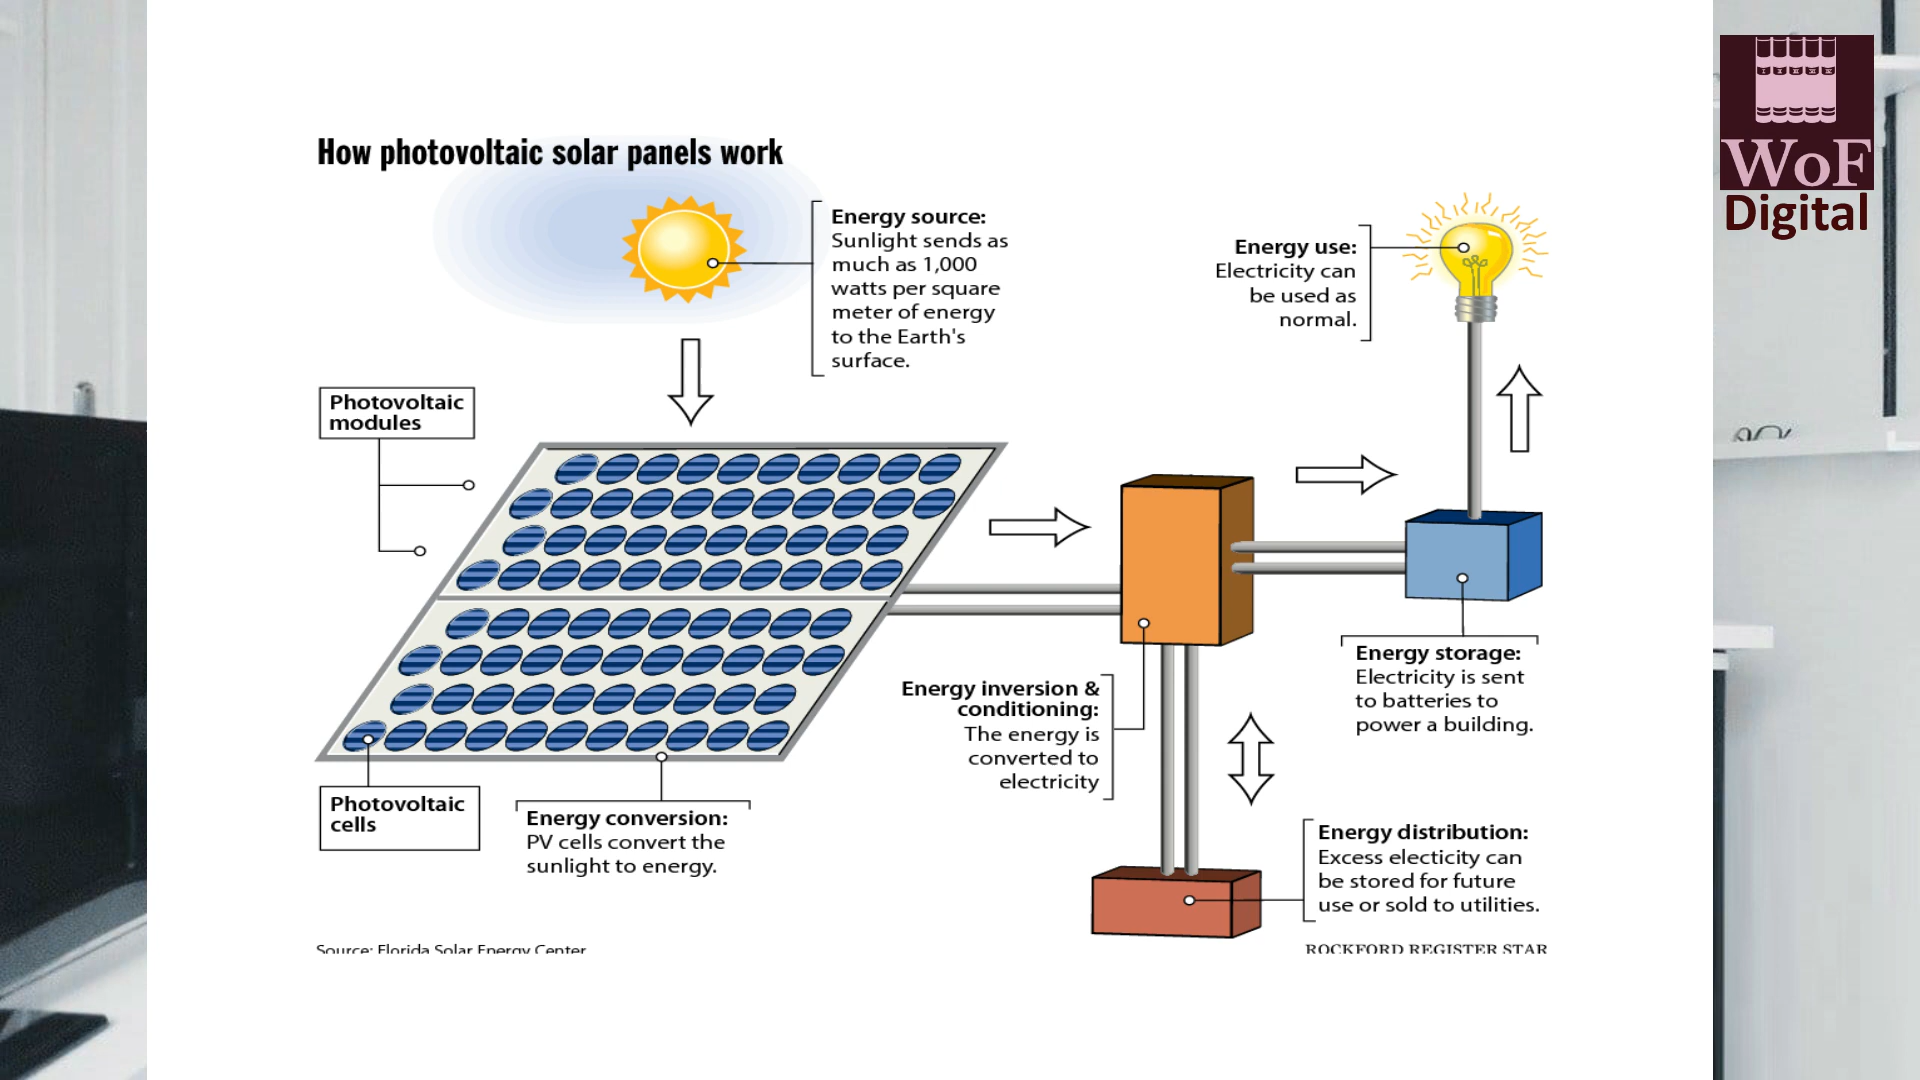 How photovoltaic solar panels work
WoF
Digital
Energy source:
Sunlight sends as
much as 1,000
watts per square
meter of energy
to the Earth's
surface.
Energy use:
Electricity can
be used as
normal.
Photovoltaic
modules
Energy storage:
Electricity is sent
to batteries to
power a building.
Energy inversion &
conditioning:
The energy is
converted to
electricity
Photovoltaic
cells
Energy conversion:
PV cells convert the
sunlight to energy.
Energy distribution:
Excess electicity can
be stored for future
use or sold to utilities.
Source: Florida Solar Energy Center
ROCKFORD REGISTER STAR